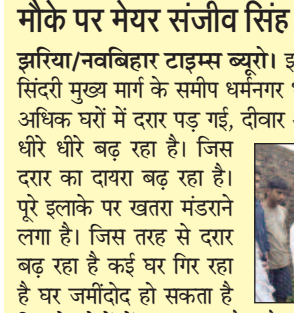 मौके पर मेयर संजीव सिंह
झरिया/नवबिहार टाइम्स ब्यूरो।
सिंदरी मुख्य मार्ग के समीप धर्मनगर
अधिक घरों में दरार पड़ गई, दीवार
धीरे धीरे बढ़ रहा है। जिस
दरार का दायरा बढ़ रहा है।
पूरे इलाके पर खतरा मंडराने
लगा है। जिस तरह से दरार
बढ़ रहा है कई घर गिर रहा
है घर जमींदोद हो सकता है